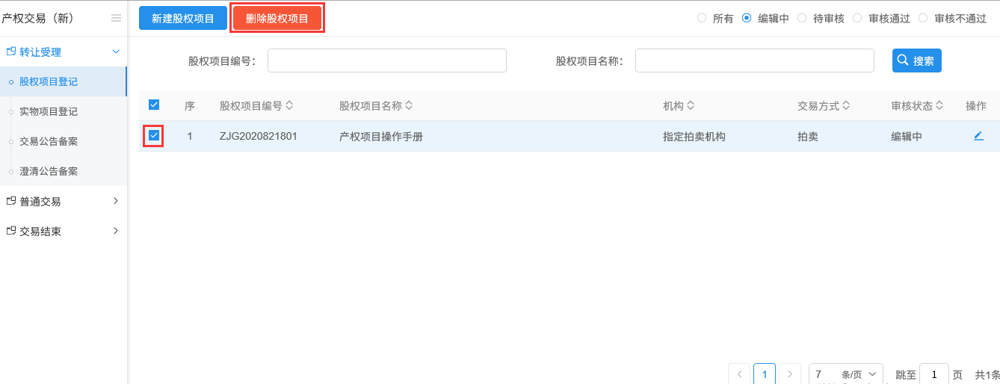 产权交易（新）
新建股权项目 删除股权项目 所有 编辑中 待审核 审核通过 审核不通过
转让受理
股权项目登记
实物项目登记
交易公告备案
澄清公告备案
普通交易
交易结束
股权项目编号： 股权项目名称： 搜索
序 股权项目编号 股权项目名称 机构 交易方式 审核状态 操作
1 ZJG2020821801 产权项目操作手册 指定拍卖机构 拍卖 编辑中
1 7 条/页 跳至 1 页 共1条